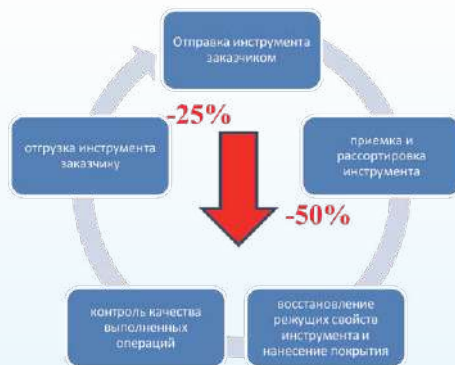 Отправка инструмента
заказчиком
-25%
отгрузка инструмента
заказчику
приемка и
рассортировка
инструмента
-50%
контроль качества
выполненных
операций
восстановление
режущих свойств
инструмента и
нанесение покрытия